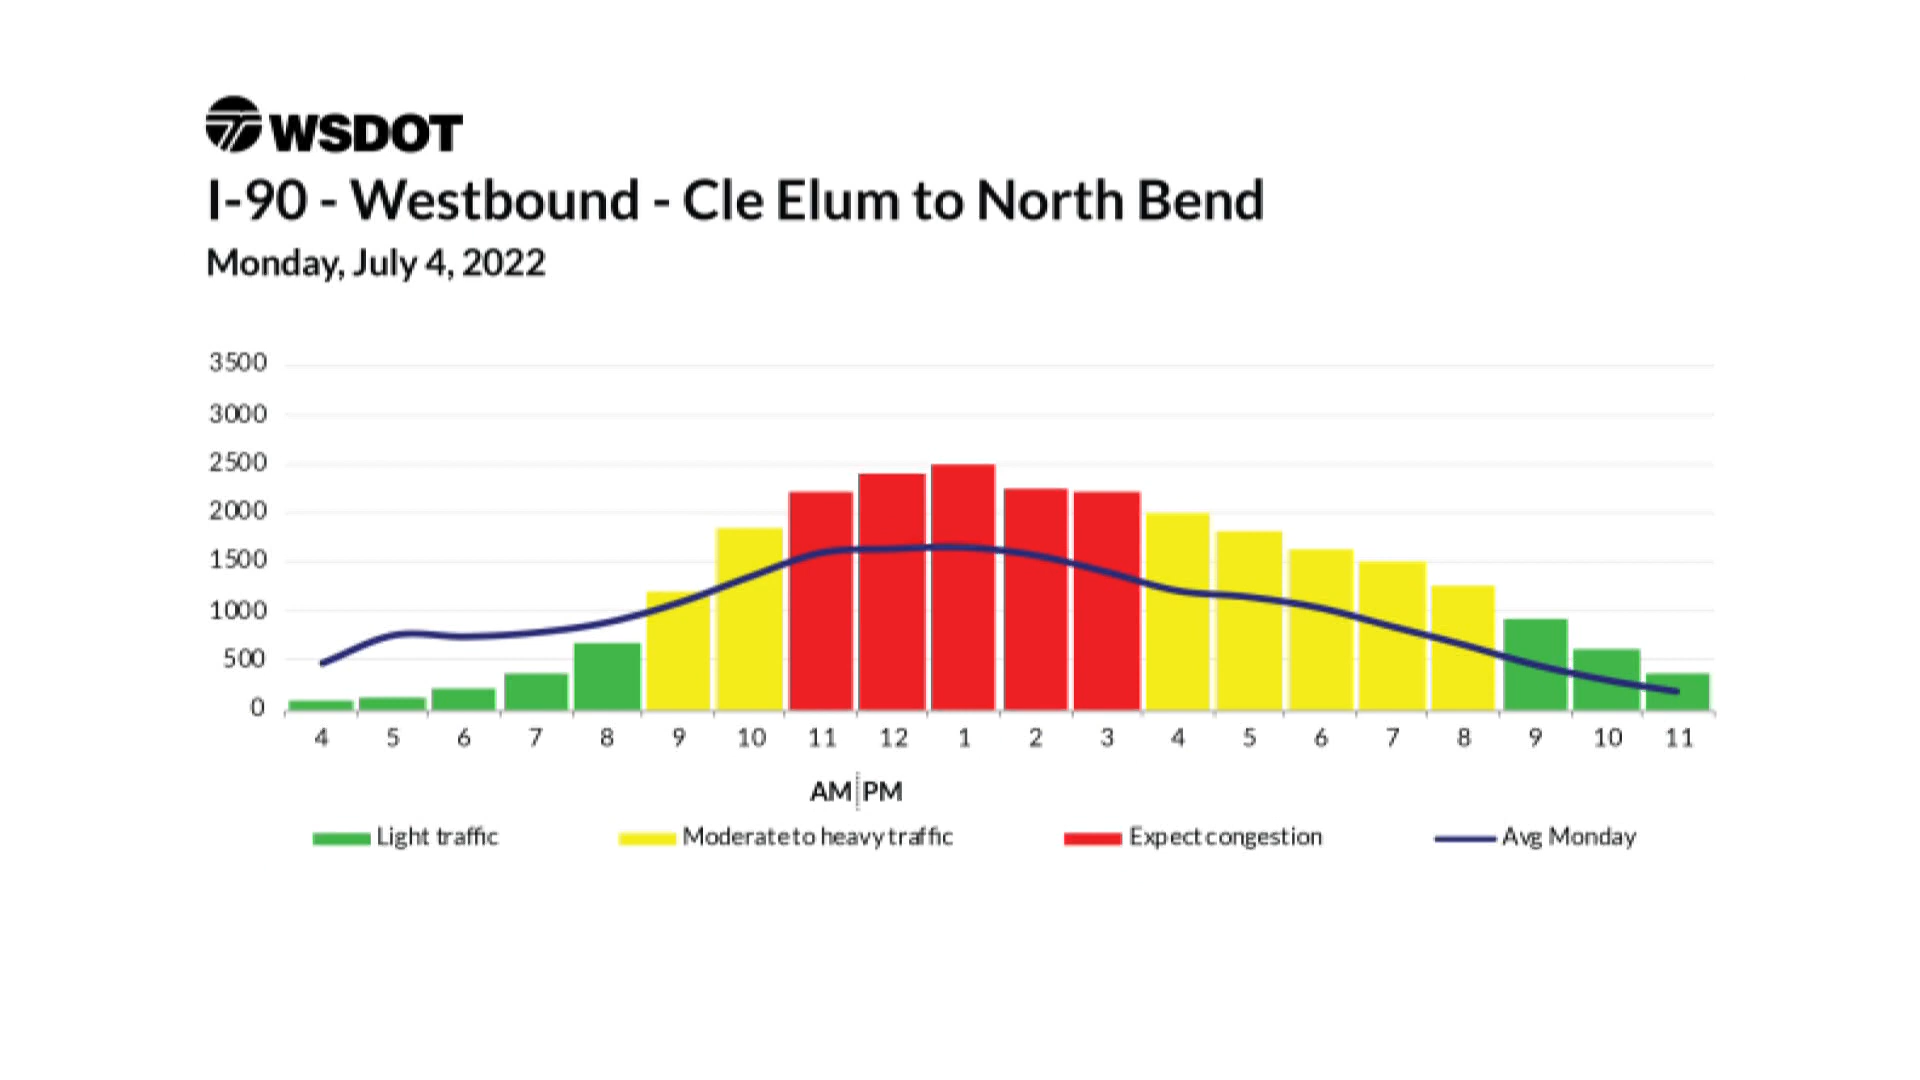 WSDOT
I-90 - Westbound - Cle Elum to North Bend
Monday, July 4, 2022
3500
3000
2500
2000
1500
1000
500
0
4 5 6 7 8 9 10 11 12 1 2 3 4 5 6 7 8 9 10 11
AM PM
Light traffic Moderate to heavy traffic Expect congestion Avg Monday